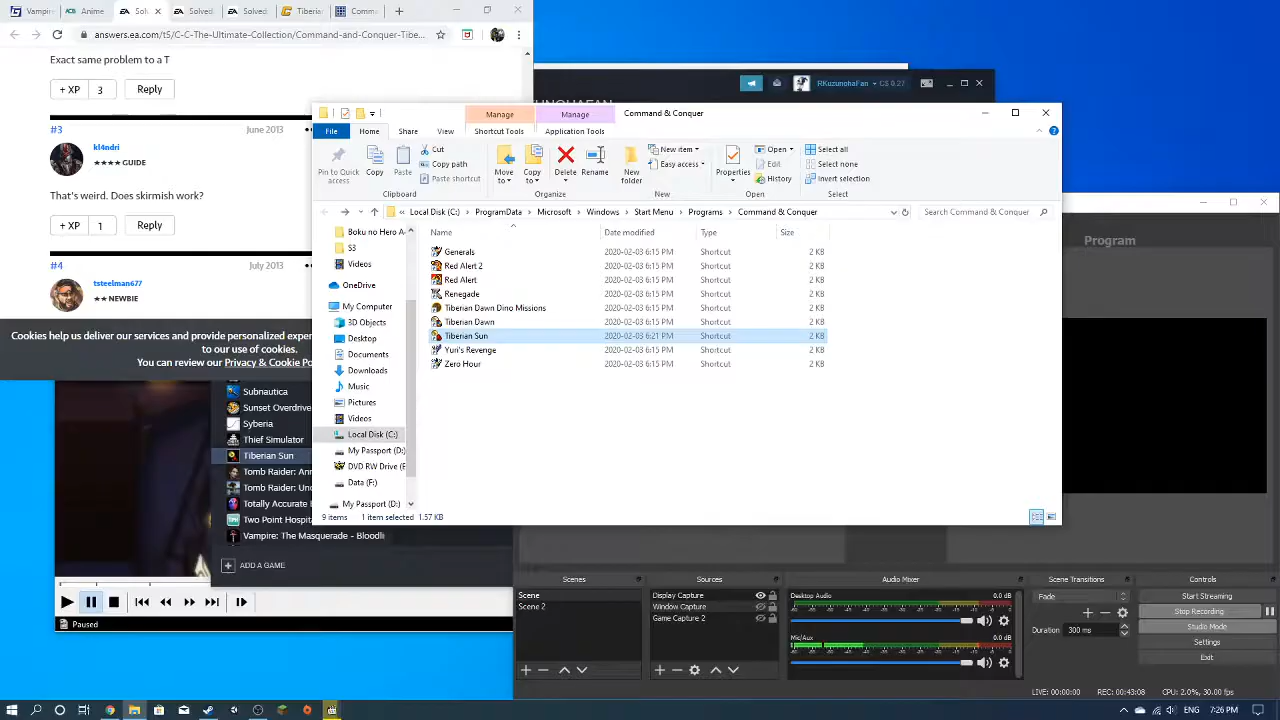 Vampire
Anime
Sol
Solved
Solved
Tiberian
Comma
answers.ea.com/stort/C-C-The-Ultimate-Collection/Command-and-Conquer-Tibe...
Exact same problem to a T
+ XP 3 Reply
#3 June 2013
kl4ndri
★★★★ GUIDE
That's weird. Does skirmish work?
+ XP 1 Reply
#4 July 2013
tsteelman677
★★ NEWBIE
Cookies help us deliver our services and provide personalized exper
to our use of cookies.
You can review our Privacy & Cookie Po
RKuzunohaFan CS 0.27
Manage Manage Command & Conquer
File Home Share View Shortcut Tools Application Tools
Pin to Quick access
Copy
Paste
Cut
Copy path
Paste shortcut
Move to
Copy to
Delete
Rename
New folder
New item
Easy access
Properties
Open
Edit
History
Select all
Select none
Invert selection
Clipboard Organize New Open Select
Local Disk (C:) > ProgramData > Microsoft > Windows > Start Menu > Programs > Command & Conquer
Search Command & Conquer
Name Date modified Type Size
Generals 2020-02-03 6:15 PM Shortcut 2 KB
Red Alert 2 2020-02-03 6:15 PM Shortcut 2 KB
Red Alert 2020-02-03 6:15 PM Shortcut 2 KB
Renegade 2020-02-03 6:15 PM Shortcut 2 KB
Tiberian Dawn Dino Missions 2020-02-03 6:15 PM Shortcut 2 KB
Tiberian Dawn 2020-02-03 6:15 PM Shortcut 2 KB
Tiberian Sun 2020-02-03 6:21 PM Shortcut 2 KB
Yuri's Revenge 2020-02-03 6:15 PM Shortcut 2 KB
Zero Hour 2020-02-03 6:15 PM Shortcut 2 KB
Boku no Hero A
S3
Videos
OneDrive
My Computer
3D Objects
Desktop
Documents
Downloads
Music
Pictures
Videos
Local Disk (C:)
My Passport (D:)
DVD RW Drive (E
Data (F:)
My Passport (D:)
9 items 1 item selected 1.57 KB
Program
Subnautica
Sunset Overdrive
Syberia
Thief Simulator
Tiberian Sun
Tomb Raider: Ann
Tomb Raider: Und
Totally Accurate B
Two Point Hospita
Vampire: The Masquerade - Bloodli
ADD A GAME
Paused
Scenes
Scene
Scene 2
Sources
Display Capture
Window Capture
Game Capture 2
Audio Mixer
Desktop Audio 0.0 dB
Mic/Aux 0.0 dB
Scene Transitions
Fade
Duration 300 ms
Controls
Start Streaming
Stop Recording
Studio Mode
Settings
Exit
LIVE: 00:00:00 REC: 00:43:08 CPU: 2.0%, 30.00 fps
ENG 7:26 PM